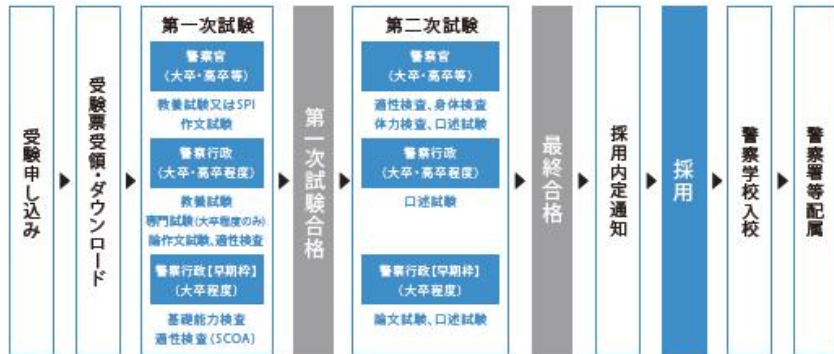 受験申し込み
受験票受領・ダウンロード
第一次試験
警察官
(大卒・高卒等)
教養試験又はSPI
作文試験
警察行政
(大卒・高卒程度)
教養試験
専門試験(大卒程度のみ)
論作文試験、適性検査
警察行政【早期枠】
(大卒程度)
基礎能力検査
適性検査(SCOA)
第一次試験合格
第二次試験
警察官
(大卒・高卒等)
適性検査、身体検査
体力検査、口述試験
警察行政
(大卒・高卒程度)
口述試験
警察行政【早期枠】
(大卒程度)
論文試験、口述試験
最終合格
採用内定通知
採用
警察学校入校
警察署等配属